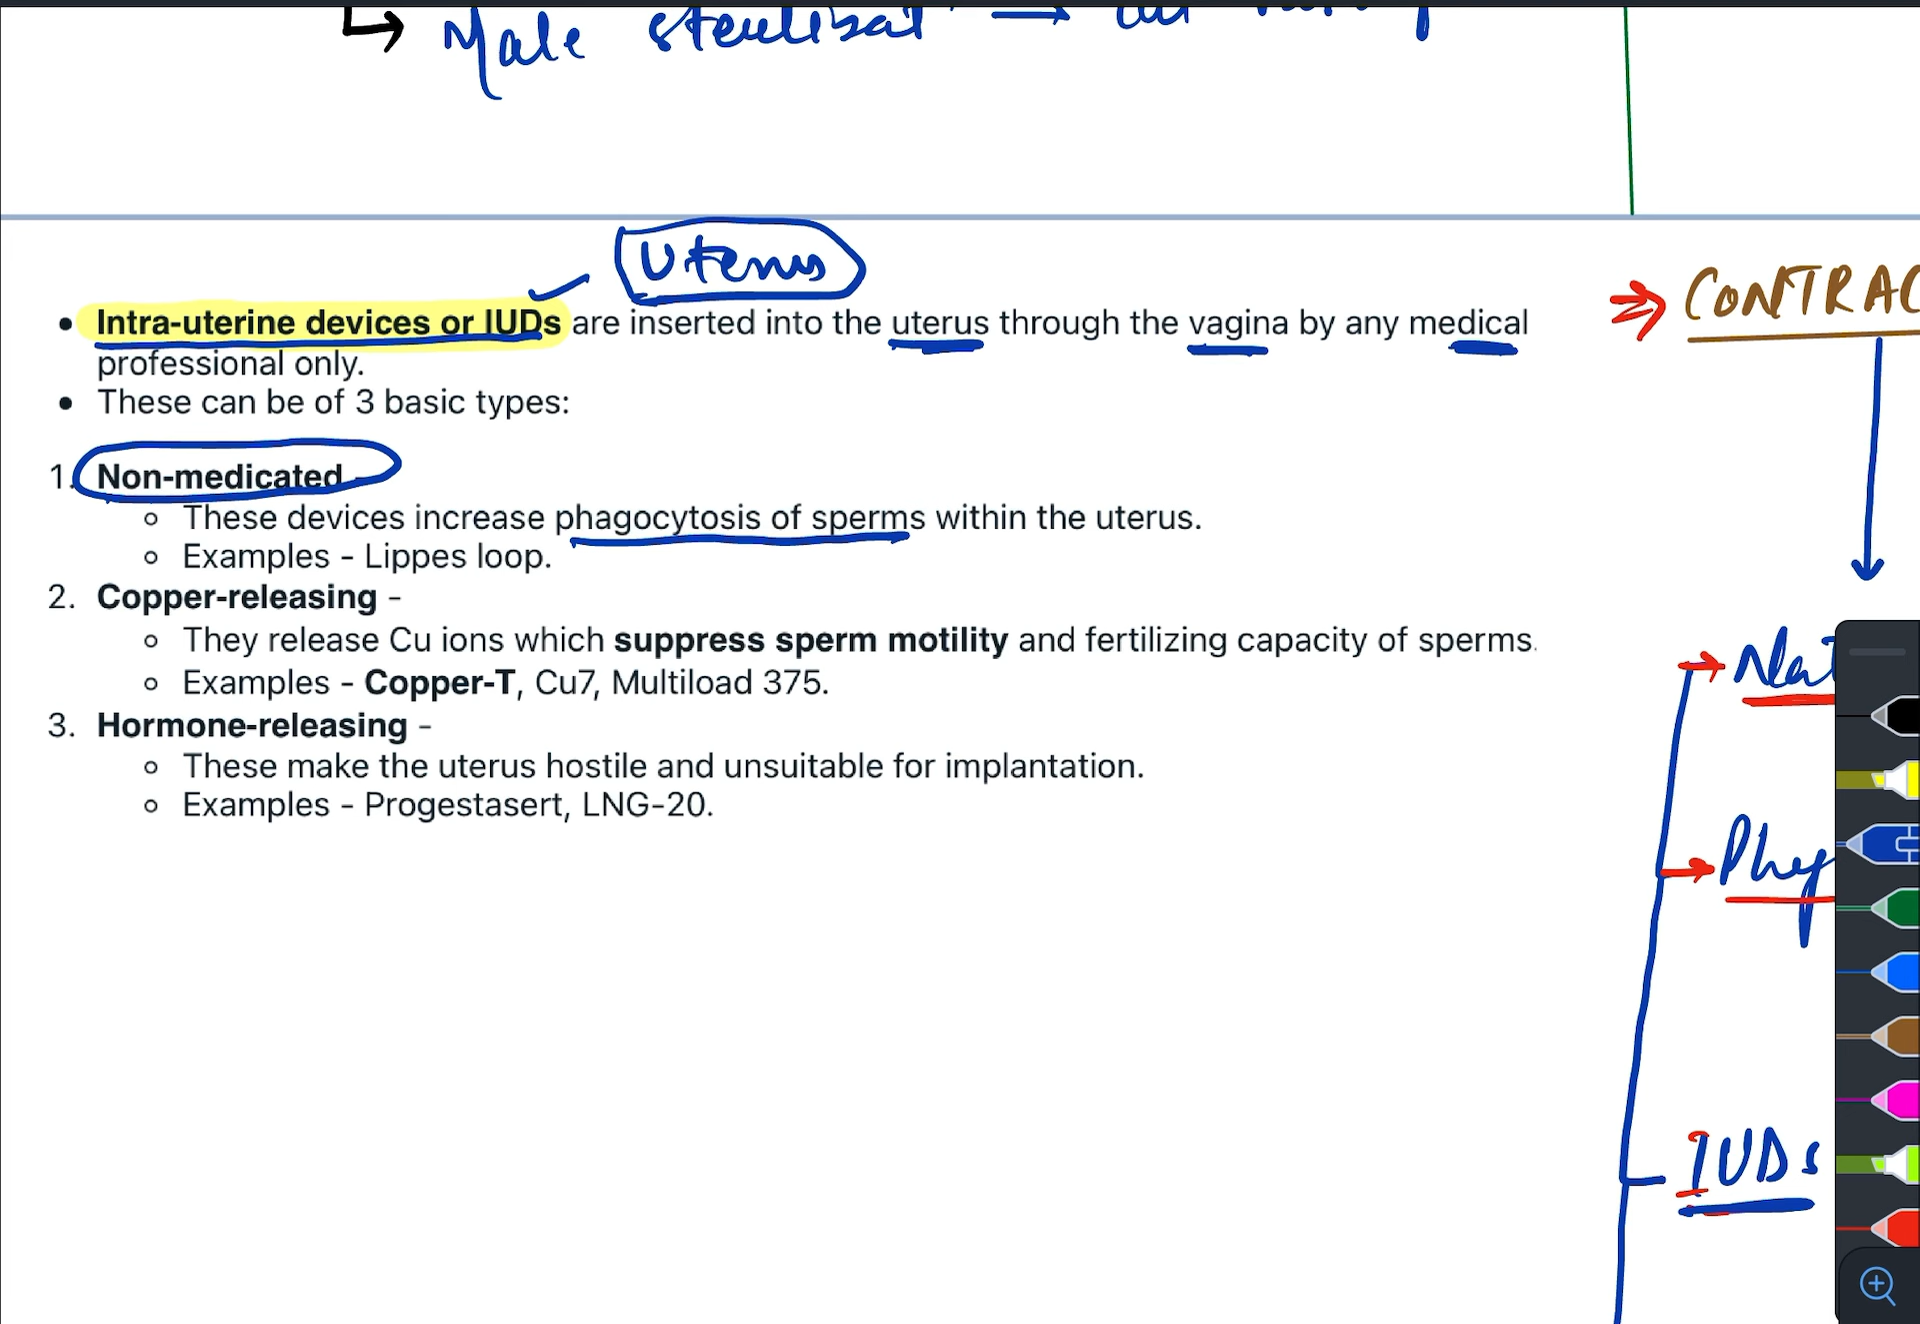 Male
Uterus
• Intra-uterine devices or IUDs are inserted into the uterus through the vagina by any medical
professional only.
• These can be of 3 basic types:
1. Non-medicated -
○ These devices increase phagocytosis of sperms within the uterus.
○ Examples - Lippes loop.
2. Copper-releasing -
○ They release Cu ions which suppress sperm motility and fertilizing capacity of sperms.
○ Examples - Copper-T, Cu7, Multiload 375.
3. Hormone-releasing -
○ These make the uterus hostile and unsuitable for implantation.
○ Examples - Progestasert, LNG-20.
CONTRAC
Nat
Phy
IUDs